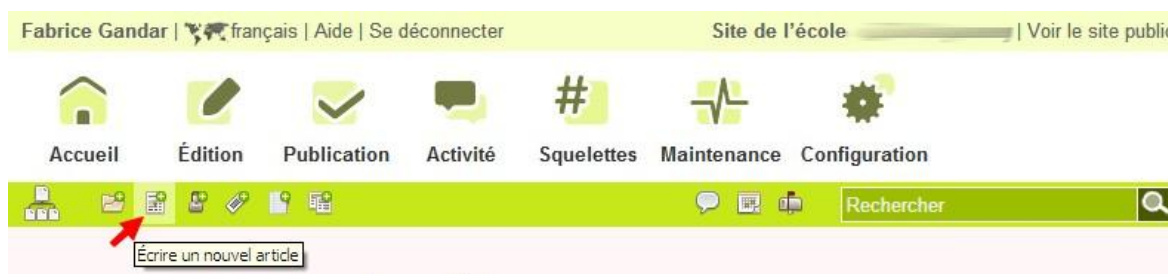 Fabrice Gandar | français | Aide | Se déconnecter Site de l'école | Voir le site public
#
Accueil Édition Publication Activité Squelettes Maintenance Configuration
Rechercher
Écrire un nouvel article